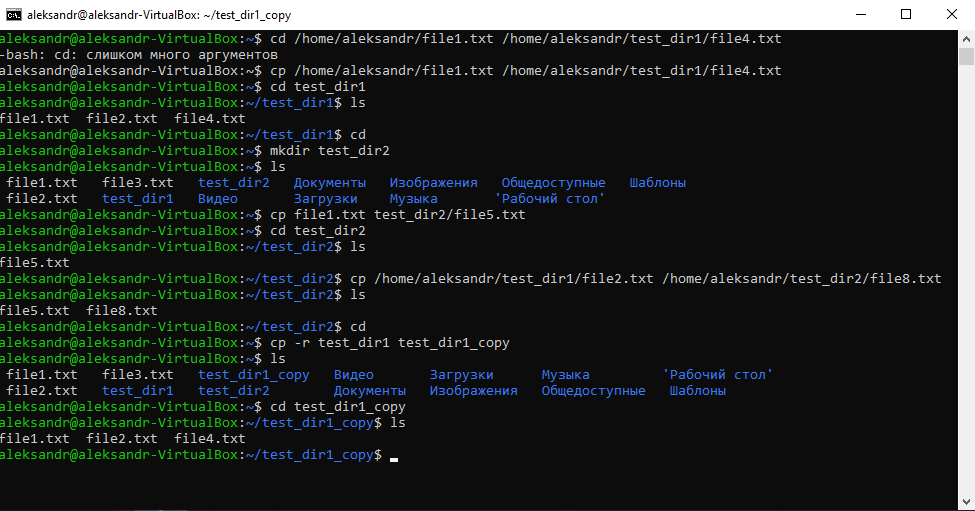 aleksandr@aleksandr-VirtualBox: ~/test_dir1_copy
aleksandr@aleksandr-VirtualBox:~$ cd /home/aleksandr/file1.txt /home/aleksandr/test_dir1/file4.txt
-bash: cd: слишком много аргументов
aleksandr@aleksandr-VirtualBox:~$ cp /home/aleksandr/file1.txt /home/aleksandr/test_dir1/file4.txt
aleksandr@aleksandr-VirtualBox:~$ cd test_dir1
aleksandr@aleksandr-VirtualBox:~/test_dir1$ ls
file1.txt  file2.txt  file4.txt
aleksandr@aleksandr-VirtualBox:~/test_dir1$ cd
aleksandr@aleksandr-VirtualBox:~$ mkdir test_dir2
aleksandr@aleksandr-VirtualBox:~$ ls
 file1.txt   file3.txt   test_dir2   Документы   Изображения   Общедоступные   Шаблоны
 file2.txt   test_dir1   Видео       Загрузки    Музыка       'Рабочий стол'
aleksandr@aleksandr-VirtualBox:~$ cp file1.txt test_dir2/file5.txt
aleksandr@aleksandr-VirtualBox:~$ cd test_dir2
aleksandr@aleksandr-VirtualBox:~/test_dir2$ ls
file5.txt
aleksandr@aleksandr-VirtualBox:~/test_dir2$ cp /home/aleksandr/test_dir1/file2.txt /home/aleksandr/test_dir2/file8.txt
aleksandr@aleksandr-VirtualBox:~/test_dir2$ ls
file5.txt  file8.txt
aleksandr@aleksandr-VirtualBox:~/test_dir2$ cd
aleksandr@aleksandr-VirtualBox:~$ cp -r test_dir1 test_dir1_copy
aleksandr@aleksandr-VirtualBox:~$ ls
 file1.txt   file3.txt   test_dir1_copy   Видео       Загрузки      Музыка         'Рабочий стол'
 file2.txt   test_dir1   test_dir2        Документы   Изображения   Общедоступные   Шаблоны
aleksandr@aleksandr-VirtualBox:~$ cd test_dir1_copy
aleksandr@aleksandr-VirtualBox:~/test_dir1_copy$ ls
file1.txt  file2.txt  file4.txt
aleksandr@aleksandr-VirtualBox:~/test_dir1_copy$